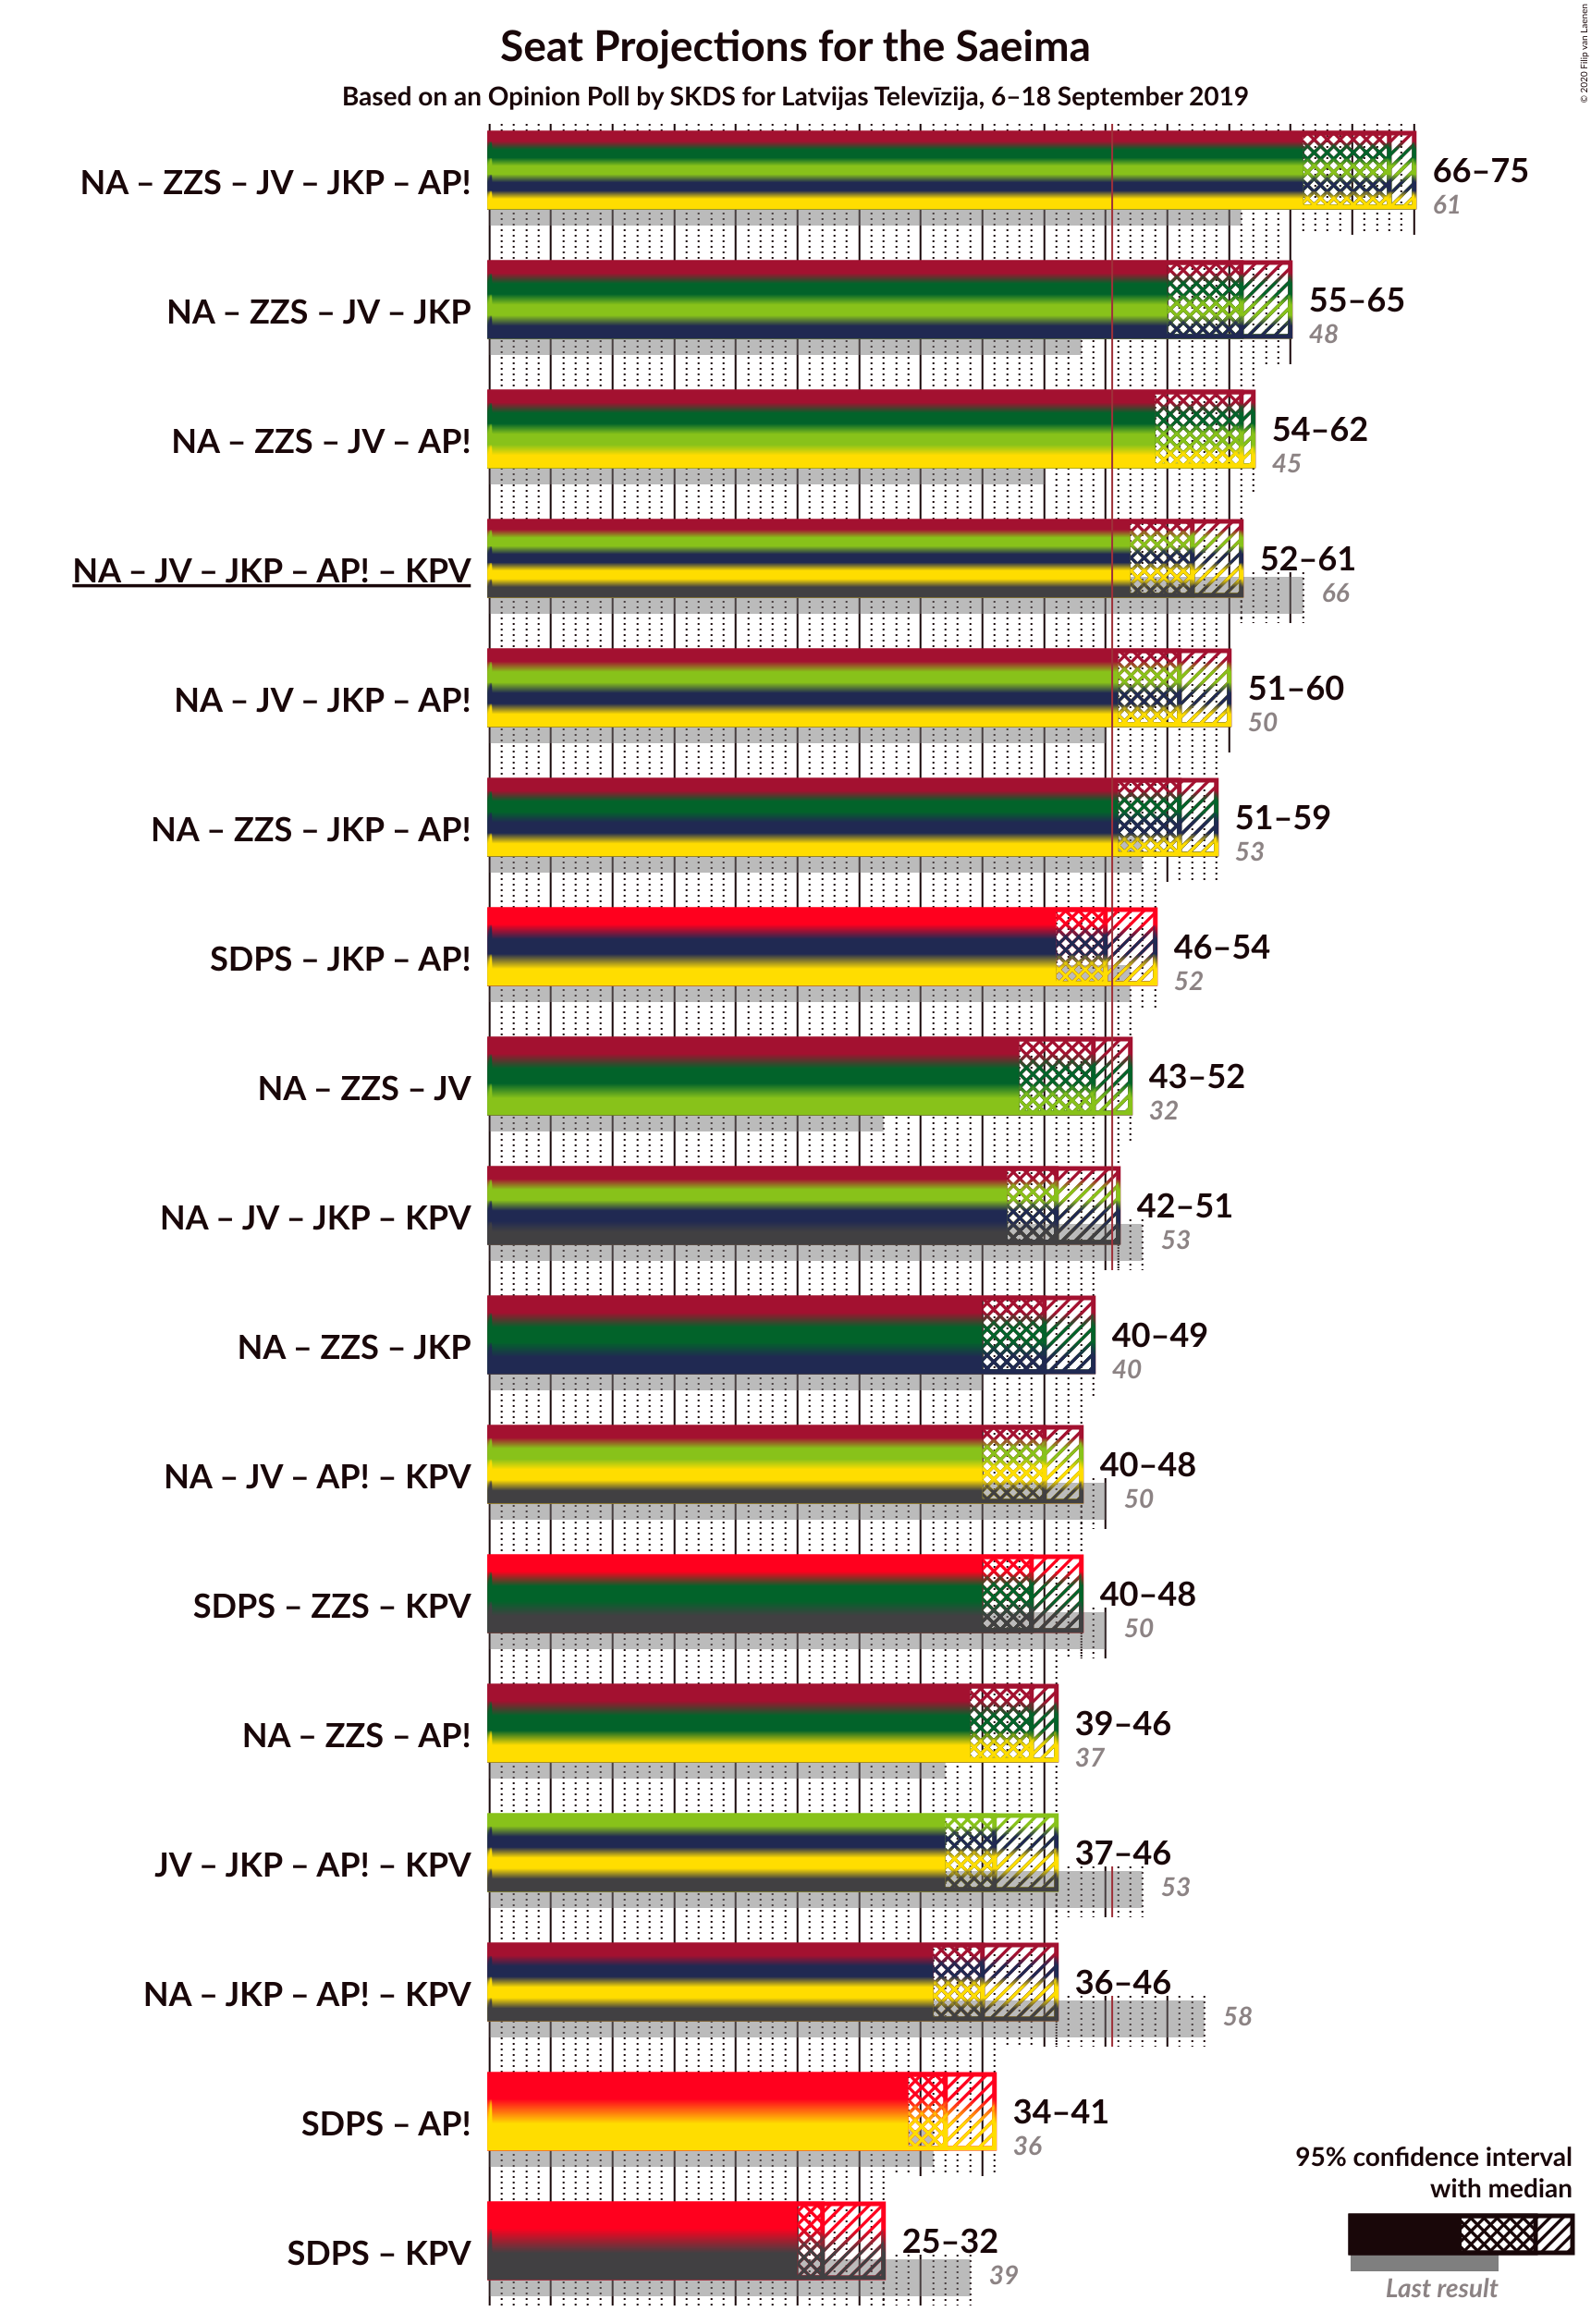 Seat Projections for the Saeima
Based on an Opinion Poll by SKDS for Latvijas Televīzija, 6–18 September 2019
© 2020 Filip van Laenen
NA – ZZS – JV – JKP – AP!
66–75
61
NA – ZZS – JV – JKP
55–65
48
NA – ZZS – JV – AP!
54–62
45
NA – JV – JKP – AP! – KPV
52–61
66
NA – JV – JKP – AP!
51–60
50
NA – ZZS – JKP – AP!
51–59
53
SDPS – JKP – AP!
46–54
52
NA – ZZS – JV
43–52
32
NA – JV – JKP – KPV
42–51
53
NA – ZZS – JKP
40–49
40
NA – JV – AP! – KPV
40–48
50
SDPS – ZZS – KPV
40–48
50
NA – ZZS – AP!
39–46
37
JV – JKP – AP! – KPV
37–46
53
NA – JKP – AP! – KPV
36–46
58
SDPS – AP!
34–41
36
SDPS – KPV
25–32
39
95% confidence interval
with median
Last result